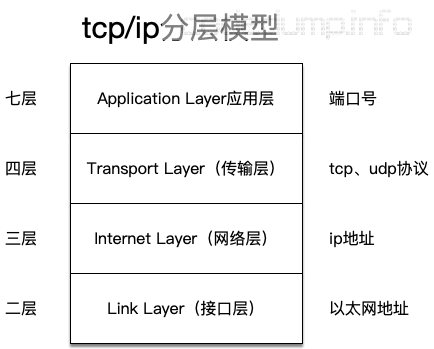 tcp/ip分层模型
七层 Application Layer应用层 端口号
四层 Transport Layer（传输层） tcp、udp协议
三层 Internet Layer（网络层） ip地址
二层 Link Layer（接口层） 以太网地址